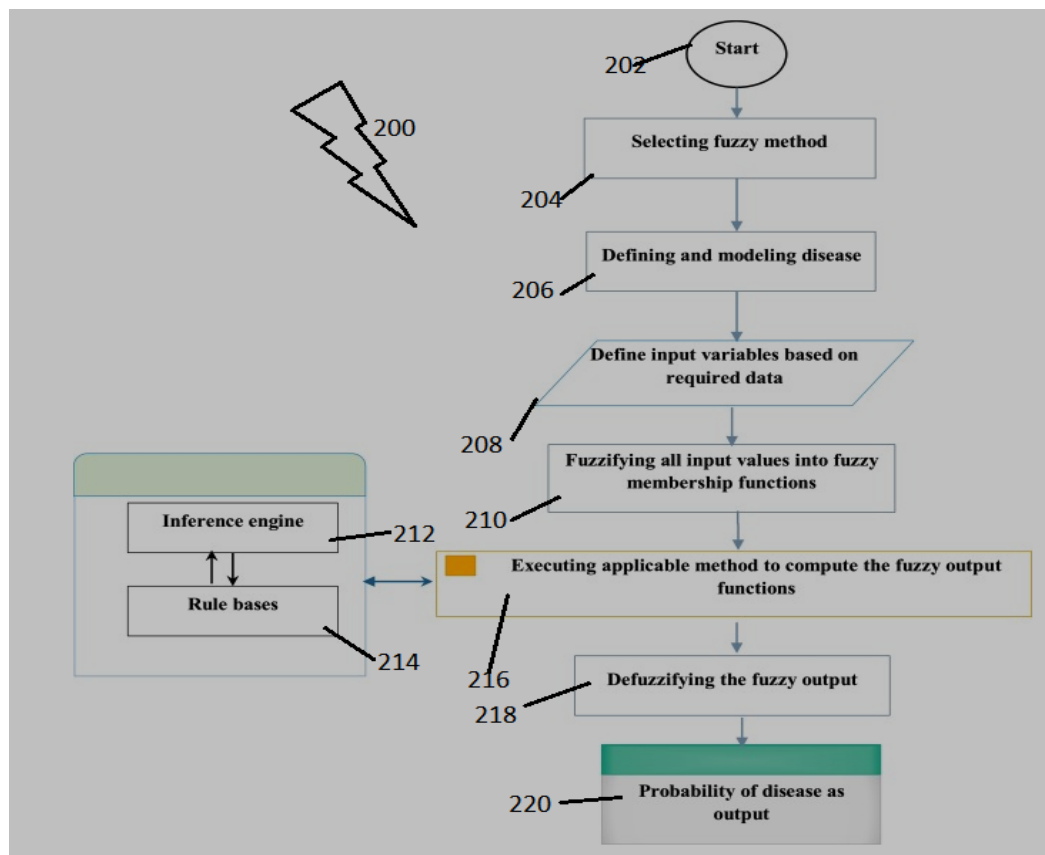 Start
202
200
Selecting fuzzy method
204
Defining and modeling disease
206
Define input variables based on
required data
208
Fuzzifying all input values into fuzzy
membership functions
210
Inference engine
212
Executing applicable method to compute the fuzzy output
functions
Rule bases
214
216
Defuzzifying the fuzzy output
218
Probability of disease as
output
220